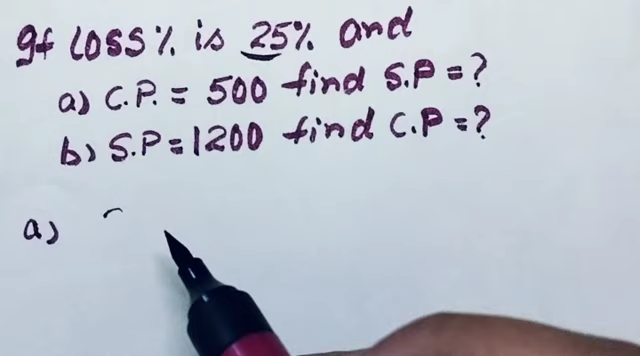 If loss% is 25% and
a) C.P. = 500 find S.P = ?
b) S.P = 1200 find C.P = ?
a)